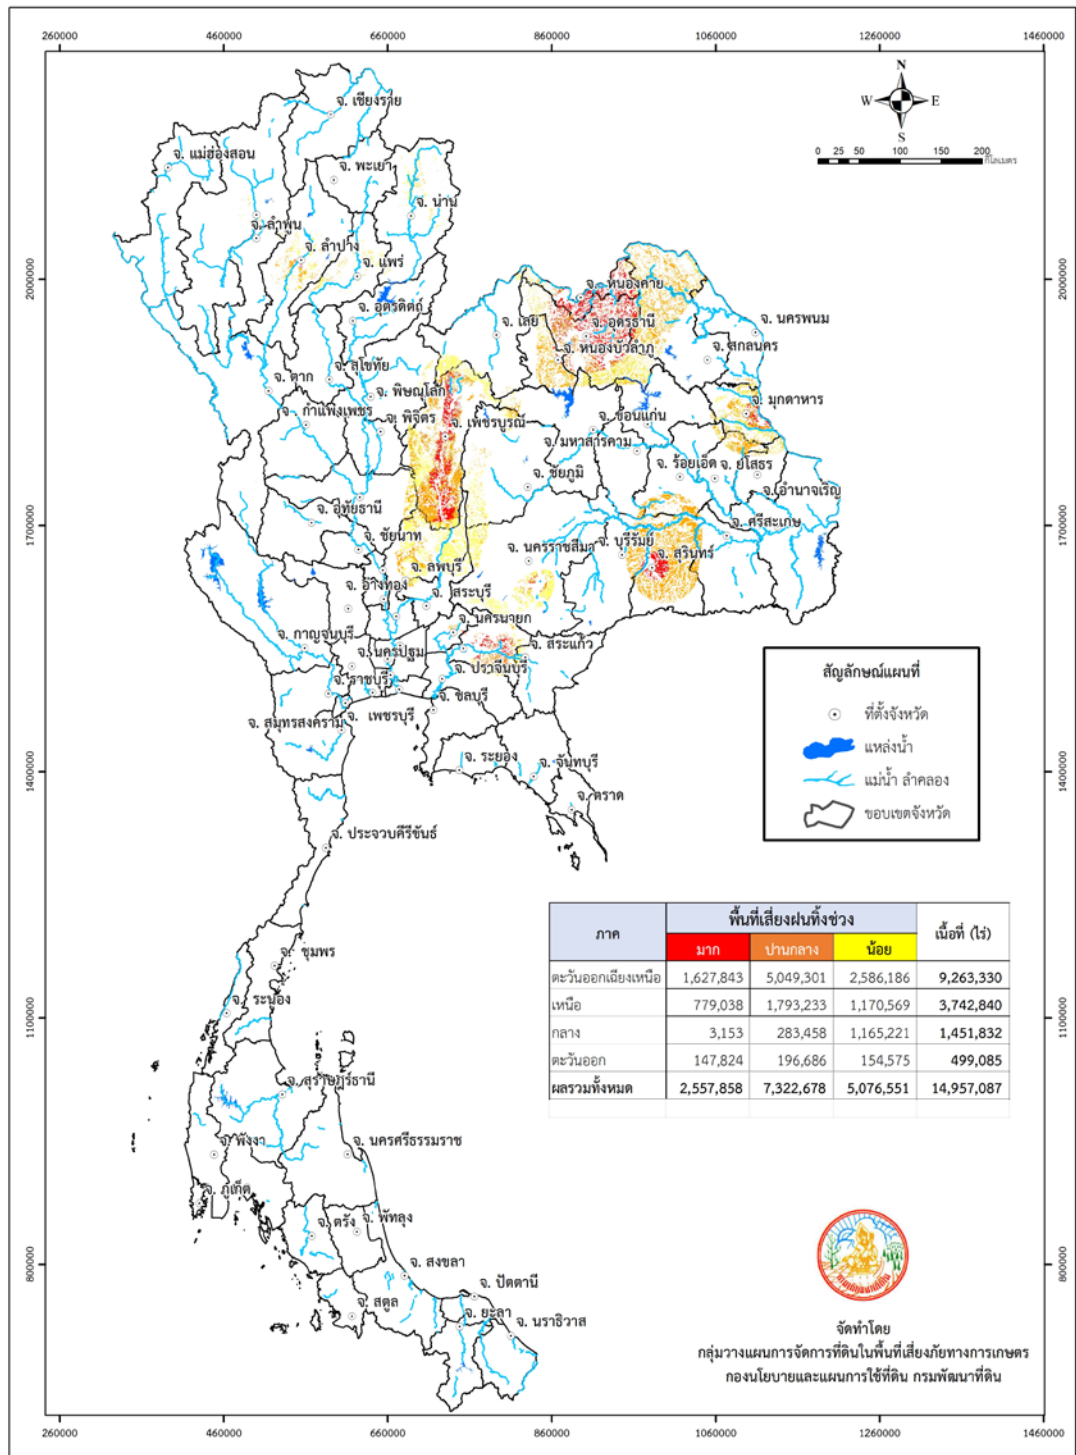 260000 460000 660000 860000 1060000 1260000 1460000
N
W E
S
0 25 50 100 150 200
กิโลเมตร
จ. เชียงราย
จ. แม่ฮ่องสอน
จ. พะเยา
จ. น่าน
จ. ลำพูน
จ. ลำปาง
จ. แพร่
2000000
2000000
จ. หนองคาย
จ. อุตรดิตถ์
จ. เลย
จ. อุดรธานี
จ. นครพนม
จ. หนองบัวลำภู
จ. สกลนคร
จ. สุโขทัย
จ. ตาก
จ. พิษณุโลก
จ. มุกดาหาร
จ. กำแพงเพชร
จ. พิจิตร
จ. เพชรบูรณ์
จ. ขอนแก่น
จ. มหาสารคาม
จ. ชัยภูมิ
จ. ร้อยเอ็ด
จ. ยโสธร
จ. อำนาจเจริญ
จ. อุทัยธานี
1700000
1700000
จ. ศรีสะเกษ
จ. ชัยนาท
จ. บุรีรัมย์
จ. นครราชสีมา
จ. สุรินทร์
จ. ลพบุรี
จ. อ่างทอง
จ. สระบุรี
จ. นครนายก
จ. กาญจนบุรี
จ. สระแก้ว
จ. นครปฐม
จ. ปราจีนบุรี
จ. ราชบุรี
จ. ชลบุรี
จ. เพชรบุรี
จ. สมุทรสงคราม
จ. ระยอง
จ. จันทบุรี
จ. ตราด
1400000
1400000
สัญลักษณ์แผนที่
ที่ตั้งจังหวัด
แหล่งน้ำ
แม่น้ำ ลำคลอง
ขอบเขตจังหวัด
จ. ประจวบคีรีขันธ์
ภาค พื้นที่เสี่ยงฝนทิ้งช่วง เนื้อที่ (ไร่)
มาก ปานกลาง น้อย
ตะวันออกเฉียงเหนือ 1,627,843 5,049,301 2,586,186 9,263,330
เหนือ 779,038 1,793,233 1,170,569 3,742,840
กลาง 3,153 283,458 1,165,221 1,451,832
ตะวันออก 147,824 196,686 154,575 499,085
ผลรวมทั้งหมด 2,557,858 7,322,678 5,076,551 14,957,087
จ. ชุมพร
จ. ระนอง
1100000
1100000
จ. สุราษฎร์ธานี
จ. พังงา
จ. นครศรีธรรมราช
จ. ภูเก็ต
จ. ตรัง
จ. พัทลุง
จ. สงขลา
800000
800000
จ. ปัตตานี
จ. สตูล
จ. ยะลา
จ. นราธิวาส
กรมพัฒนาที่ดิน
จัดทำโดย
กลุ่มวางแผนการจัดการที่ดินในพื้นที่เสี่ยงภัยทางการเกษตร
กองนโยบายและแผนการใช้ที่ดิน กรมพัฒนาที่ดิน
260000 460000 660000 860000 1060000 1260000 1460000